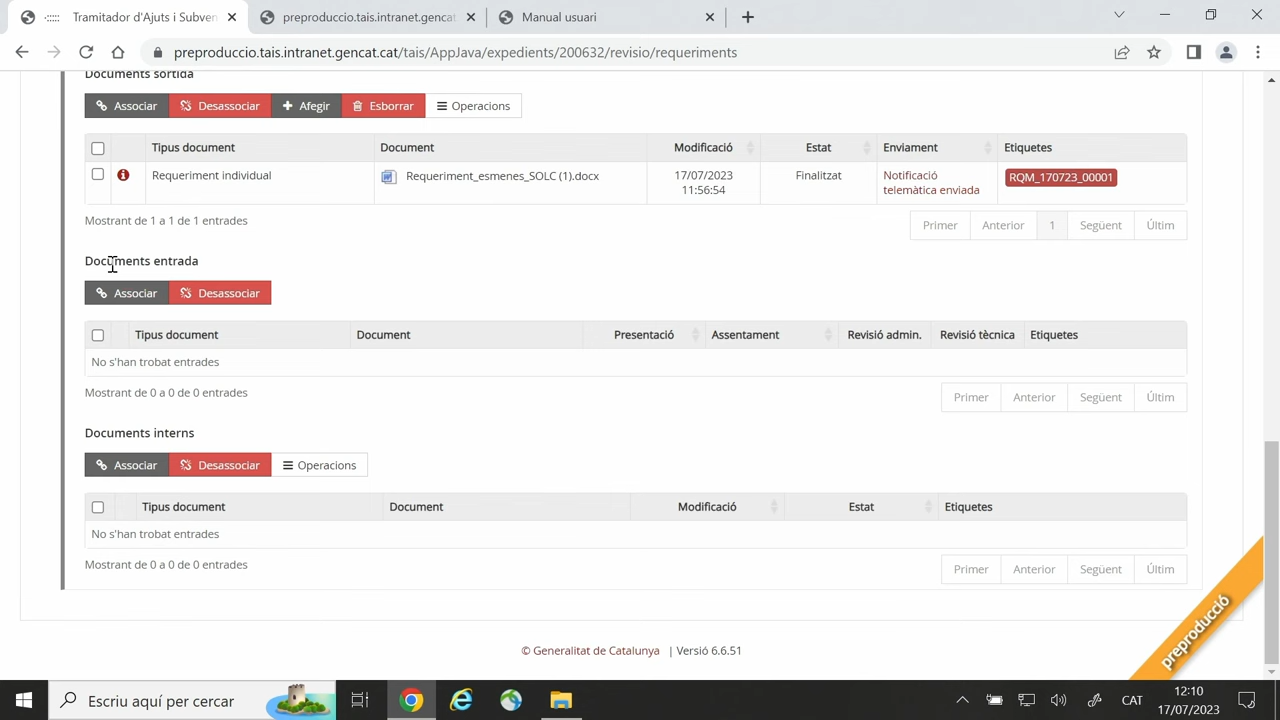 Tramitador d'Ajuts i Subven
preproduccio.tais.intranet.gencat
Manual usuari
preproduccio.tais.intranet.gencat.cat/tais/AppJava/expedients/200632/revisio/requeriments
Documents sortida
Associar Desassociar Afegir Esborrar Operacions
Tipus document Document Modificació Estat Enviament Etiquetes
Requeriment individual Requeriment_esmenes_SOLC (1).docx 17/07/2023 Finalitzat Notificació RQM_170723_00001
11:56:54 telemàtica enviada
Mostrant de 1 a 1 de 1 entrades
Primer Anterior 1 Següent Últim
Documents entrada
Associar Desassociar
Tipus document Document Presentació Assentament Revisió admin. Revisió tècnica Etiquetes
No s'han trobat entrades
Mostrant de 0 a 0 de 0 entrades
Primer Anterior Següent Últim
Documents interns
Associar Desassociar Operacions
Tipus document Document Modificació Estat Etiquetes
No s'han trobat entrades
Mostrant de 0 a 0 de 0 entrades
Primer Anterior Següent Últim
preproducció
© Generalitat de Catalunya | Versió 6.6.51
Escriu aquí per cercar
CAT
12:10
17/07/2023